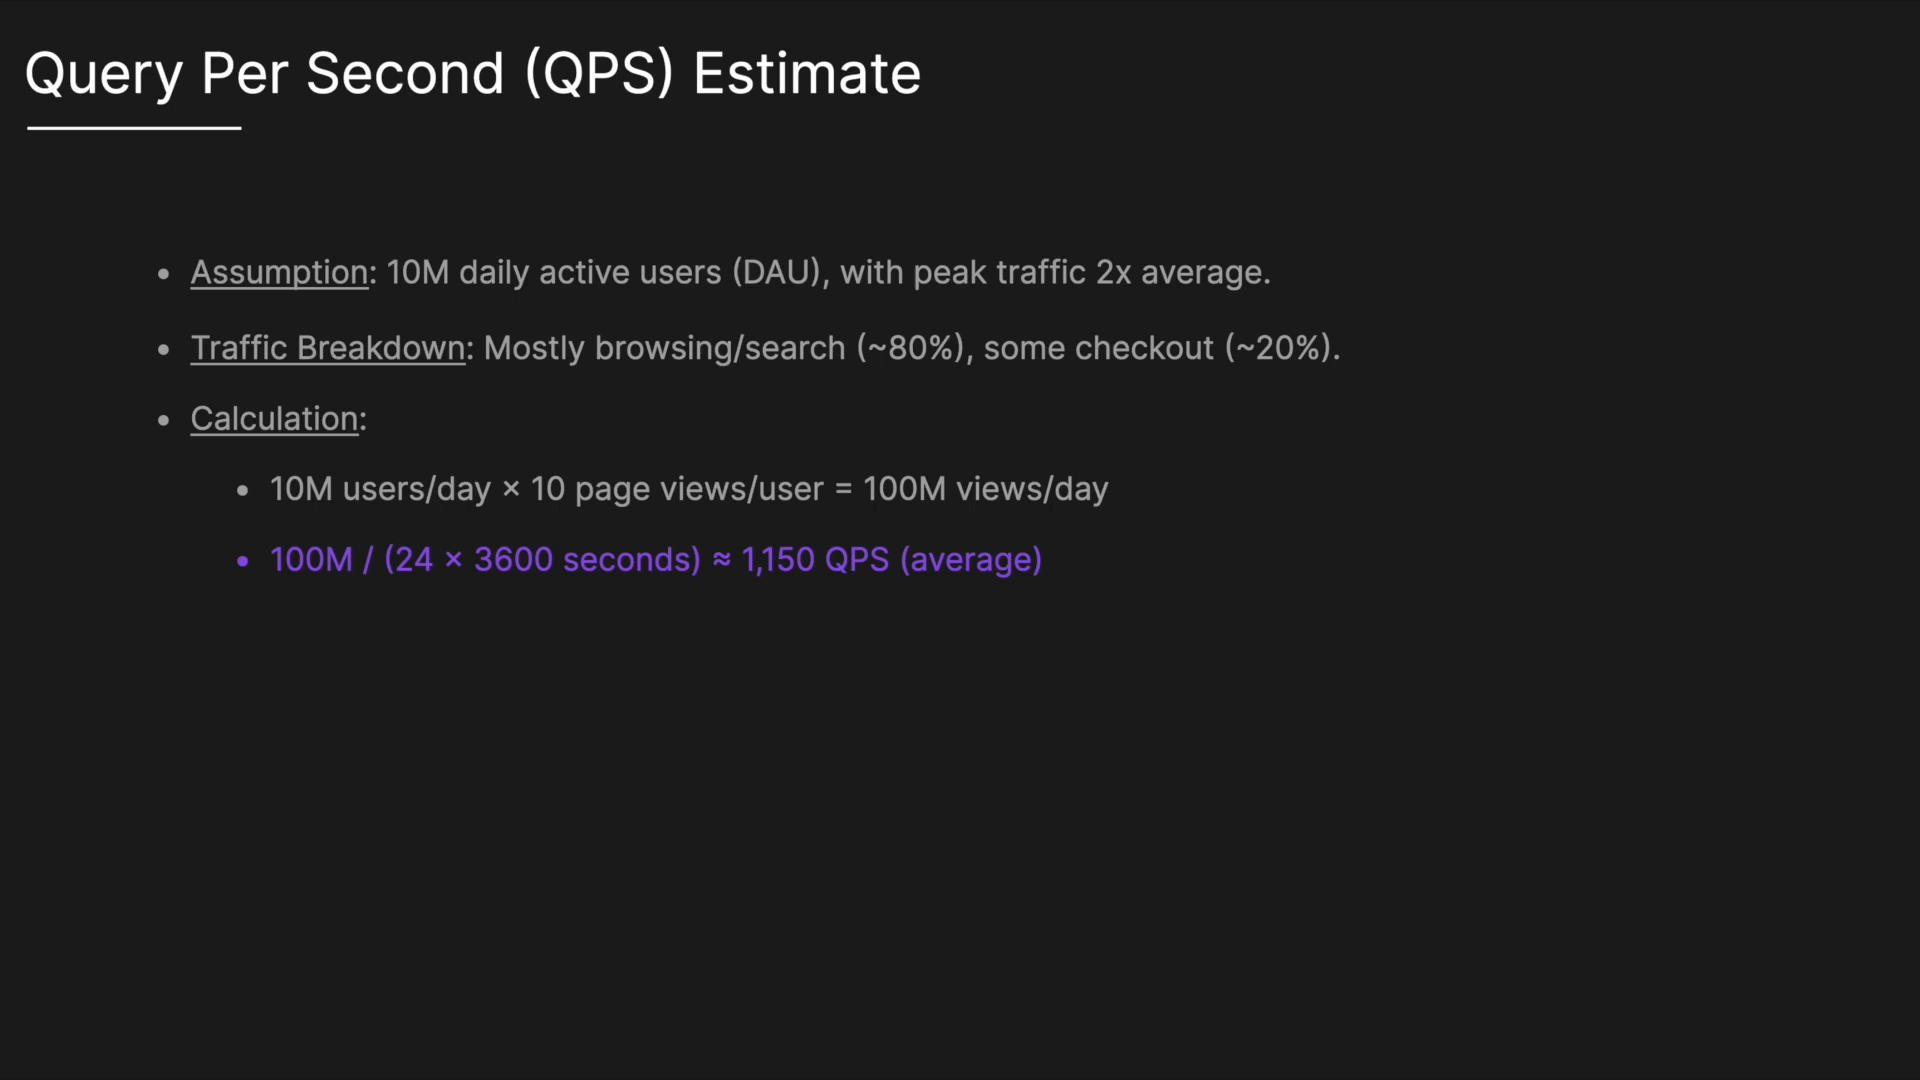 Query Per Second (QPS) Estimate
• Assumption: 10M daily active users (DAU), with peak traffic 2x average.
• Traffic Breakdown: Mostly browsing/search (~80%), some checkout (~20%).
• Calculation:
• 10M users/day × 10 page views/user = 100M views/day
• 100M / (24 × 3600 seconds) ≈ 1,150 QPS (average)